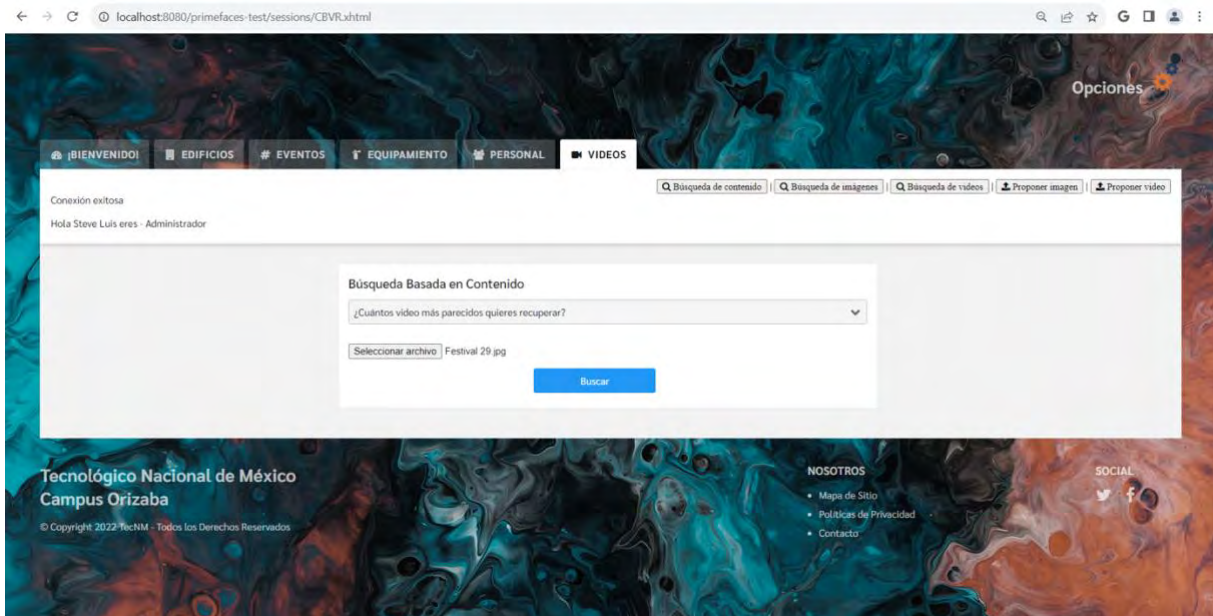 localhost:8080/primefaces-test/sessions/CBVR.xhtml
Opciones
¡BIENVENIDO! EDIFICIOS # EVENTOS EQUIPAMIENTO PERSONAL VIDEOS
Búsqueda de contenido | Búsqueda de imágenes | Búsqueda de videos | Proponer imagen | Proponer video
Conexión exitosa
Hola Steve Luis eres - Administrador
Búsqueda Basada en Contenido
¿Cuántos video más parecidos quieres recuperar?
Seleccionar archivo Festival 29.jpg
Buscar
Tecnológico Nacional de México
Campus Orizaba
© Copyright 2022 TecNM - Todos los Derechos Reservados
NOSOTROS
• Mapa de Sitio
• Políticas de Privacidad
• Contacto
SOCIAL